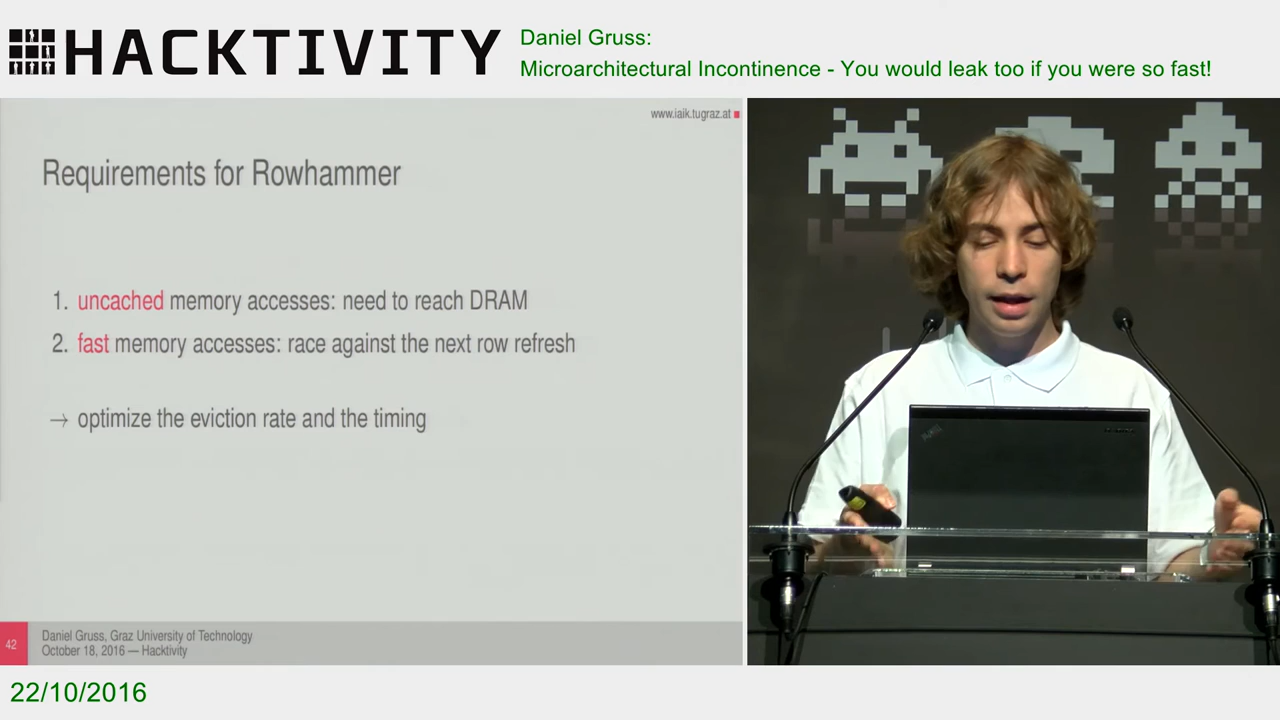 HACKTIVITY
Daniel Gruss:
Microarchitectural Incontinence - You would leak too if you were so fast!
www.iaik.tugraz.at
Requirements for Rowhammer
1. uncached memory accesses: need to reach DRAM
2. fast memory accesses: race against the next row refresh
→ optimize the eviction rate and the timing
42
Daniel Gruss, Graz University of Technology
October 18, 2016 — Hacktivity
22/10/2016